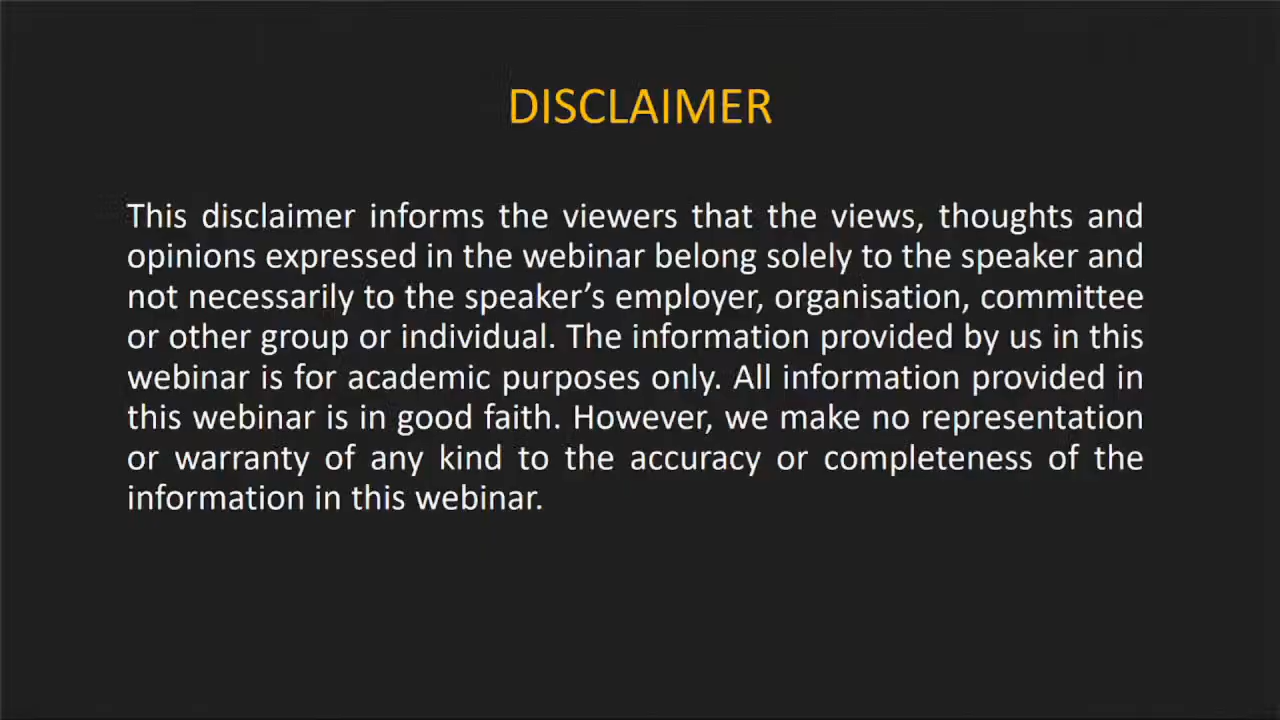 DISCLAIMER
This disclaimer informs the viewers that the views, thoughts and
opinions expressed in the webinar belong solely to the speaker and
not necessarily to the speaker’s employer, organisation, committee
or other group or individual. The information provided by us in this
webinar is for academic purposes only. All information provided in
this webinar is in good faith. However, we make no representation
or warranty of any kind to the accuracy or completeness of the
information in this webinar.